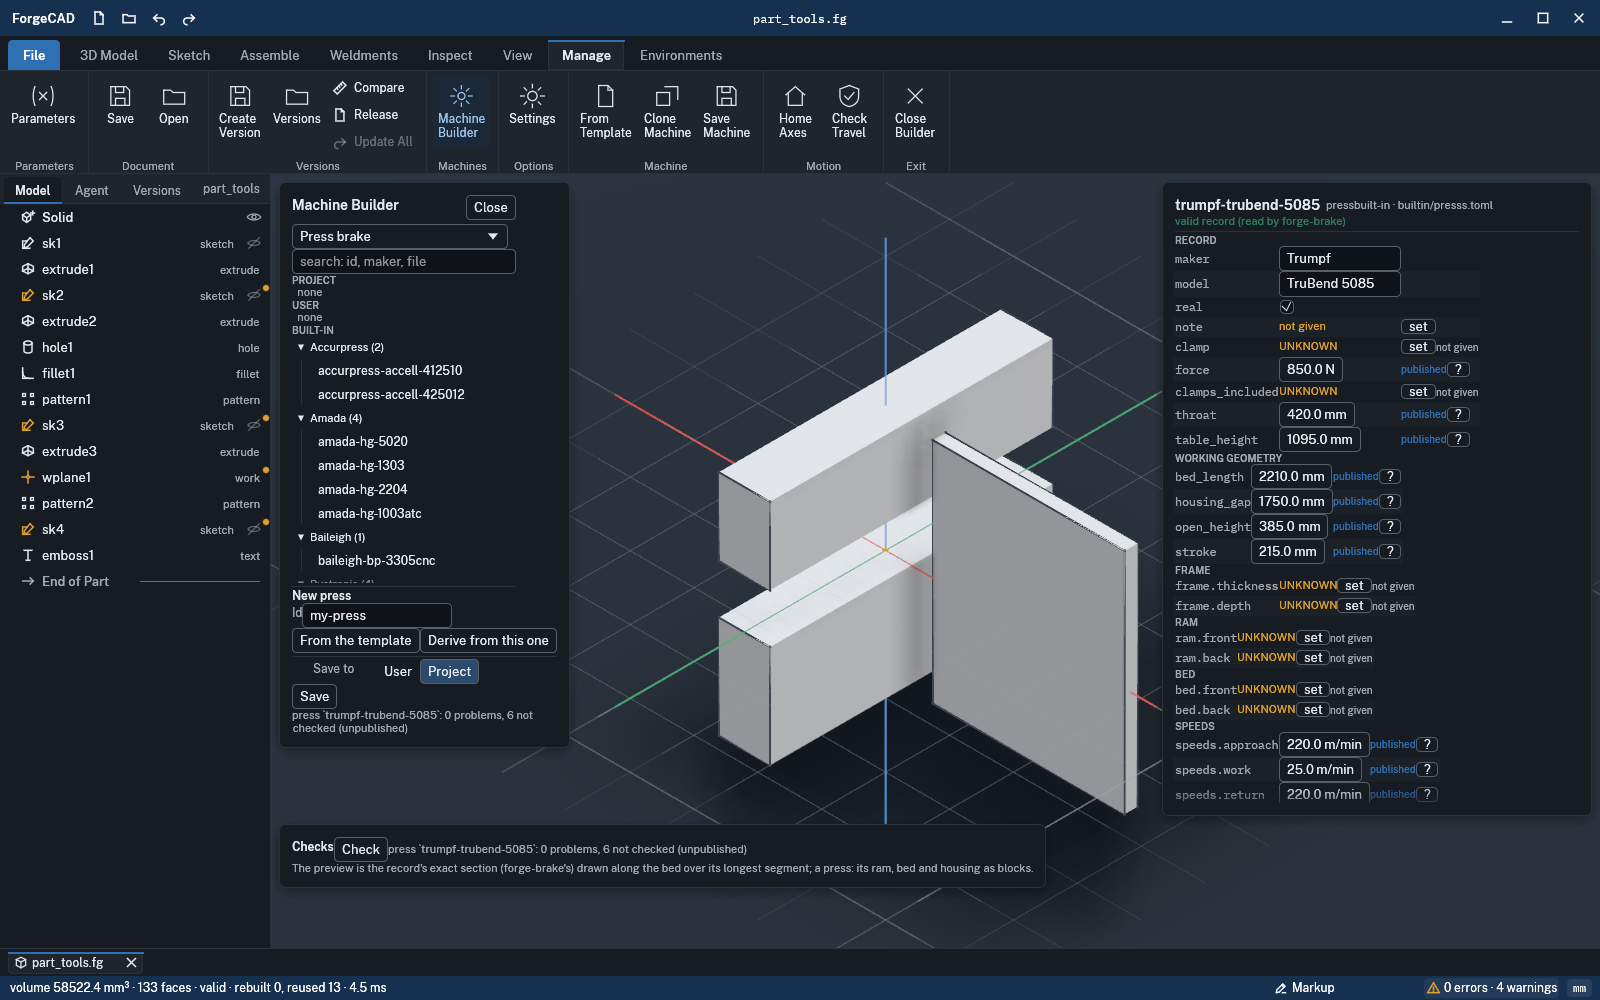 ForgeCAD
part_tools.fg
File 3D Model Sketch Assemble Weldments Inspect View Manage Environments
Parameters
Save
Open
Create Version
Versions
Compare
Release
Update All
Machine Builder
Settings
From Template
Clone Machine
Save Machine
Home Axes
Check Travel
Close Builder
Parameters Document Versions Machines Options Machine Motion Exit
Model Agent Versions part_tools
Solid
sk1 sketch
extrude1 extrude
sk2 sketch
extrude2 extrude
hole1 hole
fillet1 fillet
pattern1 pattern
sk3 sketch
extrude3 extrude
wplane1 work
pattern2 pattern
sk4 sketch
emboss1 text
End of Part
Machine Builder Close
Press brake
search: id, maker, file
PROJECT
none
USER
none
BUILT-IN
▼ Accurpress (2)
accurpress-accell-412510
accurpress-accell-425012
▼ Amada (4)
amada-hg-5020
amada-hg-1303
amada-hg-2204
amada-hg-1003atc
▼ Baileigh (1)
baileigh-bp-3305cnc
New press
Id my-press
From the template Derive from this one
Save to User Project
Save
press `trumpf-trubend-5085`: 0 problems, 6 not
checked (unpublished)
Checks Check press `trumpf-trubend-5085`: 0 problems, 6 not checked (unpublished)
The preview is the record's exact section (forge-brake's) drawn along the bed over its longest segment; a press: its ram, bed and housing as blocks.
trumpf-trubend-5085 pressbuilt-in · builtin/presss.toml
valid record (read by forge-brake)
RECORD
maker Trumpf
model TruBend 5085
real
note not given set
clamp UNKNOWN set not given
force 850.0 N published ?
clamps_included UNKNOWN set not given
throat 420.0 mm published ?
table_height 1095.0 mm published ?
WORKING GEOMETRY
bed_length 2210.0 mm published ?
housing_gap 1750.0 mm published ?
open_height 385.0 mm published ?
stroke 215.0 mm published ?
FRAME
frame.thickness UNKNOWN set not given
frame.depth UNKNOWN set not given
RAM
ram.front UNKNOWN set not given
ram.back UNKNOWN set not given
BED
bed.front UNKNOWN set not given
bed.back UNKNOWN set not given
SPEEDS
speeds.approach 220.0 m/min published ?
speeds.work 25.0 m/min published ?
speeds.return 220.0 m/min published ?
part_tools.fg
volume 58522.4 mm³ · 133 faces · valid · rebuilt 0, reused 13 · 4.5 ms
Markup
0 errors · 4 warnings mm